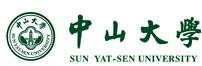 中山大學
SUN YAT-SEN UNIVERSITY